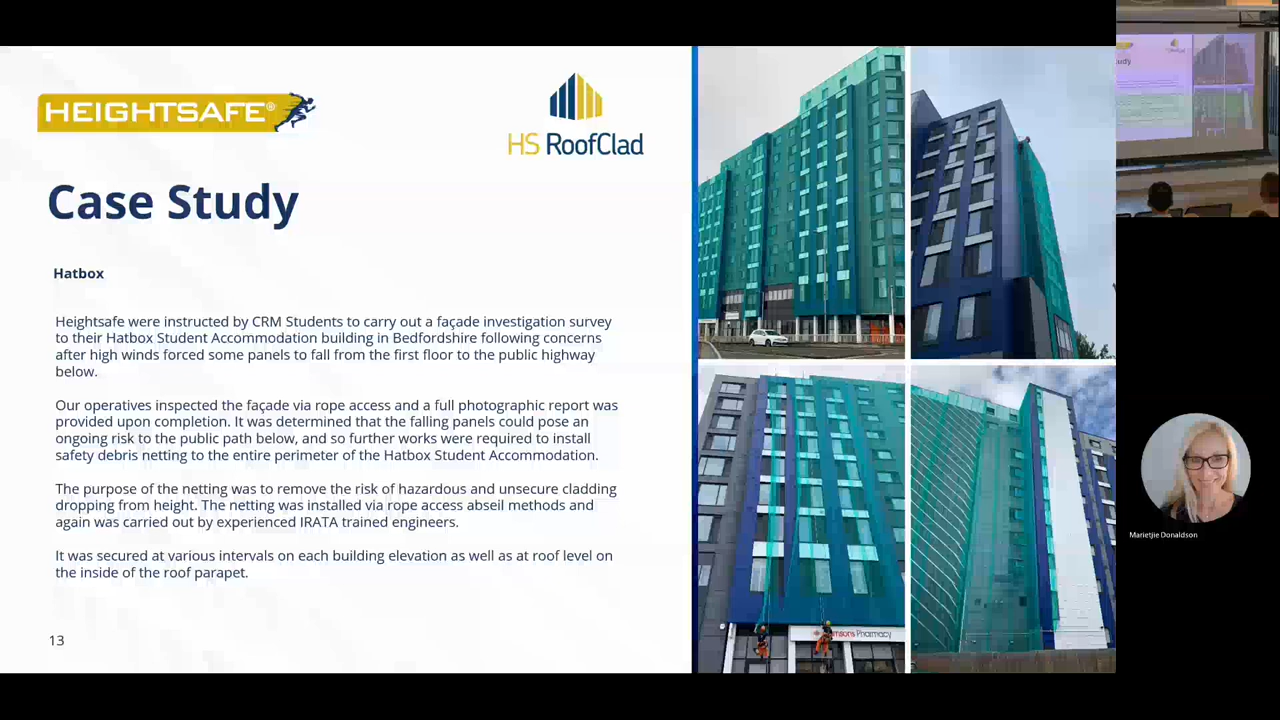 HEIGHTSAFE®
HS RoofClad
Case Study
Hatbox
Heightsafe were instructed by CRM Students to carry out a façade investigation survey
to their Hatbox Student Accommodation building in Bedfordshire following concerns
after high winds forced some panels to fall from the first floor to the public highway
below.
Our operatives inspected the façade via rope access and a full photographic report was
provided upon completion. It was determined that the falling panels could pose an
ongoing risk to the public path below, and so further works were required to install
safety debris netting to the entire perimeter of the Hatbox Student Accommodation.
The purpose of the netting was to remove the risk of hazardous and unsecure cladding
dropping from height. The netting was installed via rope access abseil methods and
again was carried out by experienced IRATA trained engineers.
It was secured at various intervals on each building elevation as well as at roof level on
the inside of the roof parapet.
13
Pharmacy
Marietjie Donaldson